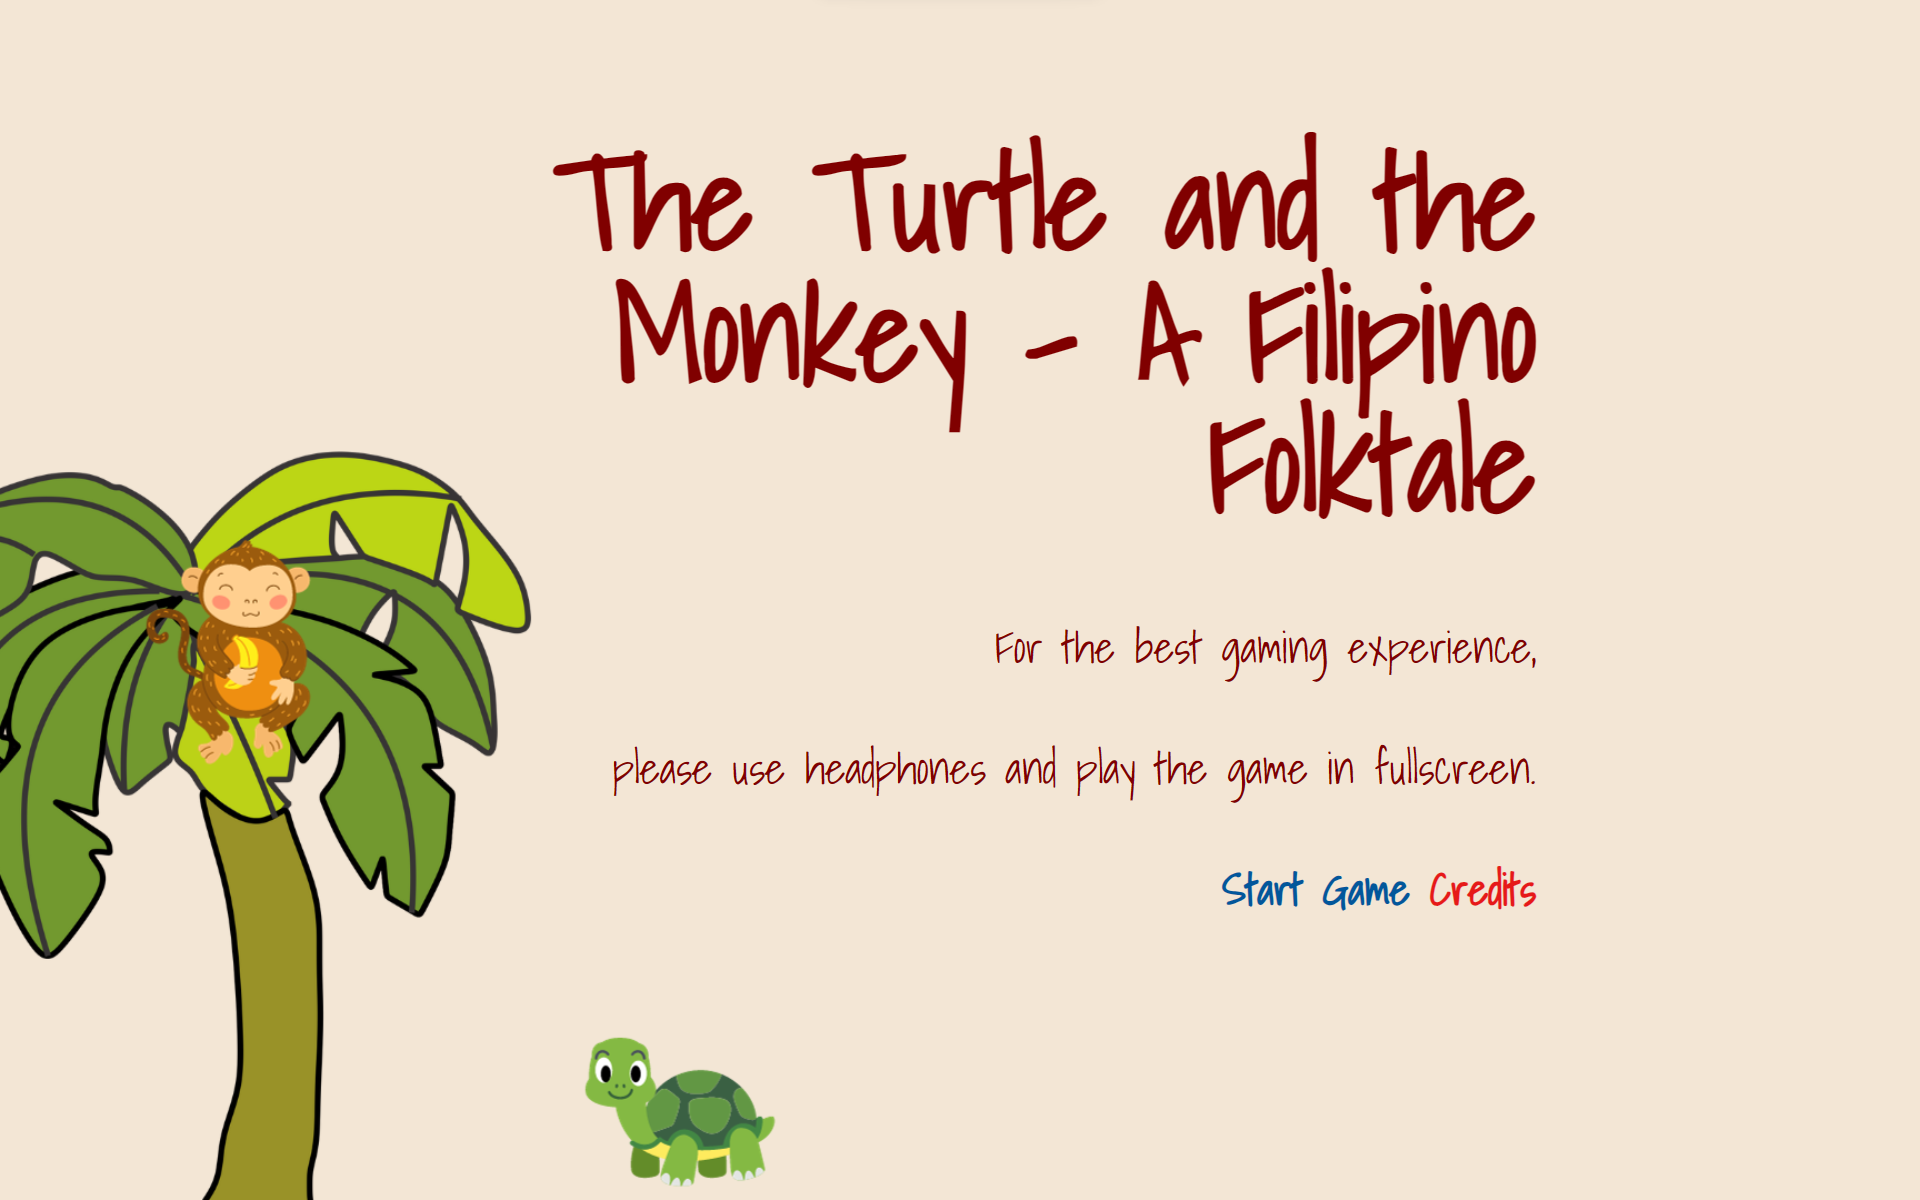 The Turtle and the
Monkey - A Filipino
Folktale
For the best gaming experience,
please use headphones and play the game in fullscreen.
Start Game Credits